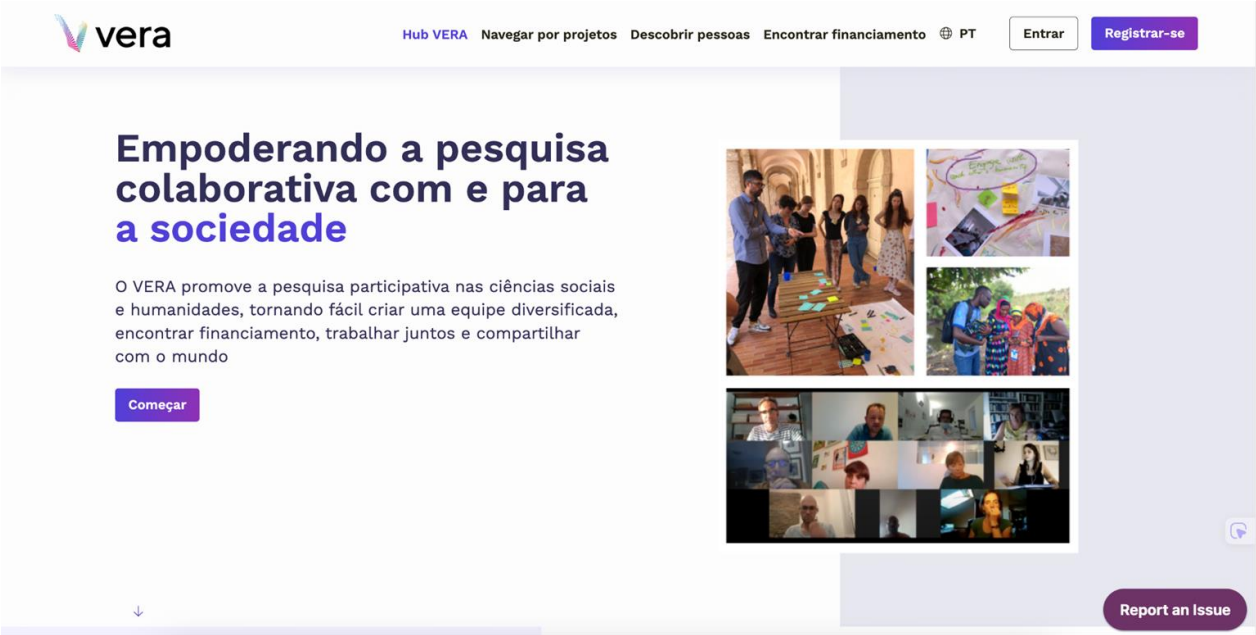 vera
Hub VERA
Navegar por projetos
Descobrir pessoas
Encontrar financiamento
PT
Entrar
Registrar-se
Empoderando a pesquisa
colaborativa com e para
a sociedade
O VERA promove a pesquisa participativa nas ciências sociais
e humanidades, tornando fácil criar uma equipe diversificada,
encontrar financiamento, trabalhar juntos e compartilhar
com o mundo
Começar
Report an Issue